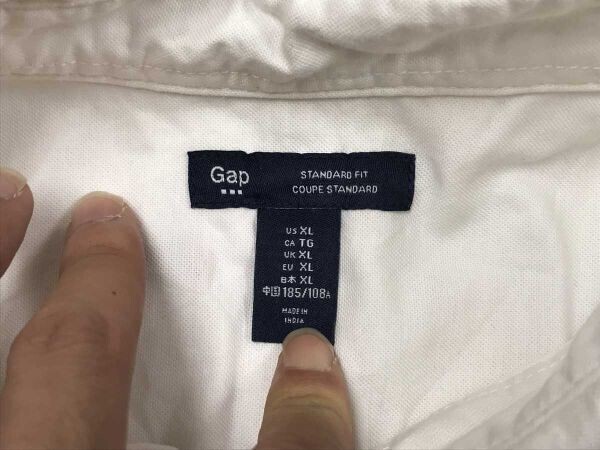 Gap
STANDARD FIT
COUPE STANDARD
US XL
CA TG
UK XL
EU XL
日本 XL
中国 185/108A
MADE IN
INDIA